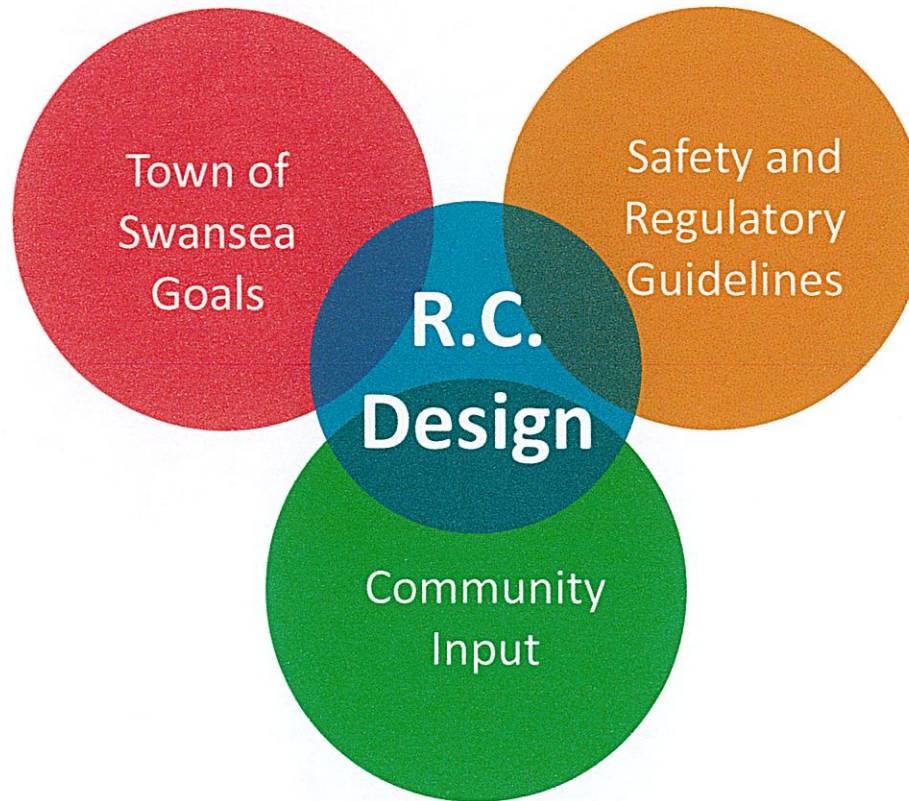 Town of
Swansea
Goals
Safety and
Regulatory
Guidelines
R.C.
Design
Community
Input